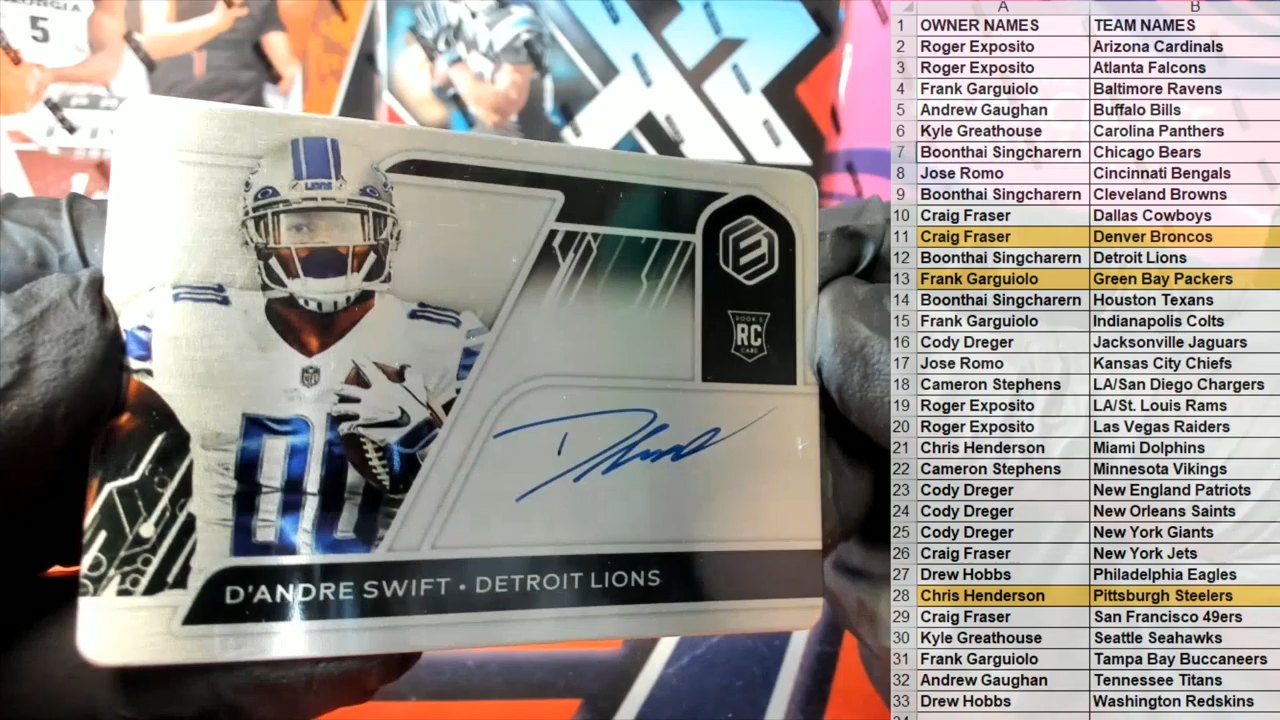 EORGIA
5
LIONS
NFL
00
E
ROOKIE
RC
CARD
D'ANDRE SWIFT • DETROIT LIONS
A B
1 OWNER NAMES TEAM NAMES
2 Roger Exposito Arizona Cardinals
3 Roger Exposito Atlanta Falcons
4 Frank Garguiolo Baltimore Ravens
5 Andrew Gaughan Buffalo Bills
6 Kyle Greathouse Carolina Panthers
7 Boonthai Singcharern Chicago Bears
8 Jose Romo Cincinnati Bengals
9 Boonthai Singcharern Cleveland Browns
10 Craig Fraser Dallas Cowboys
11 Craig Fraser Denver Broncos
12 Boonthai Singcharern Detroit Lions
13 Frank Garguiolo Green Bay Packers
14 Boonthai Singcharern Houston Texans
15 Frank Garguiolo Indianapolis Colts
16 Cody Dreger Jacksonville Jaguars
17 Jose Romo Kansas City Chiefs
18 Cameron Stephens LA/San Diego Chargers
19 Roger Exposito LA/St. Louis Rams
20 Roger Exposito Las Vegas Raiders
21 Chris Henderson Miami Dolphins
22 Cameron Stephens Minnesota Vikings
23 Cody Dreger New England Patriots
24 Cody Dreger New Orleans Saints
25 Cody Dreger New York Giants
26 Craig Fraser New York Jets
27 Drew Hobbs Philadelphia Eagles
28 Chris Henderson Pittsburgh Steelers
29 Craig Fraser San Francisco 49ers
30 Kyle Greathouse Seattle Seahawks
31 Frank Garguiolo Tampa Bay Buccaneers
32 Andrew Gaughan Tennessee Titans
33 Drew Hobbs Washington Redskins